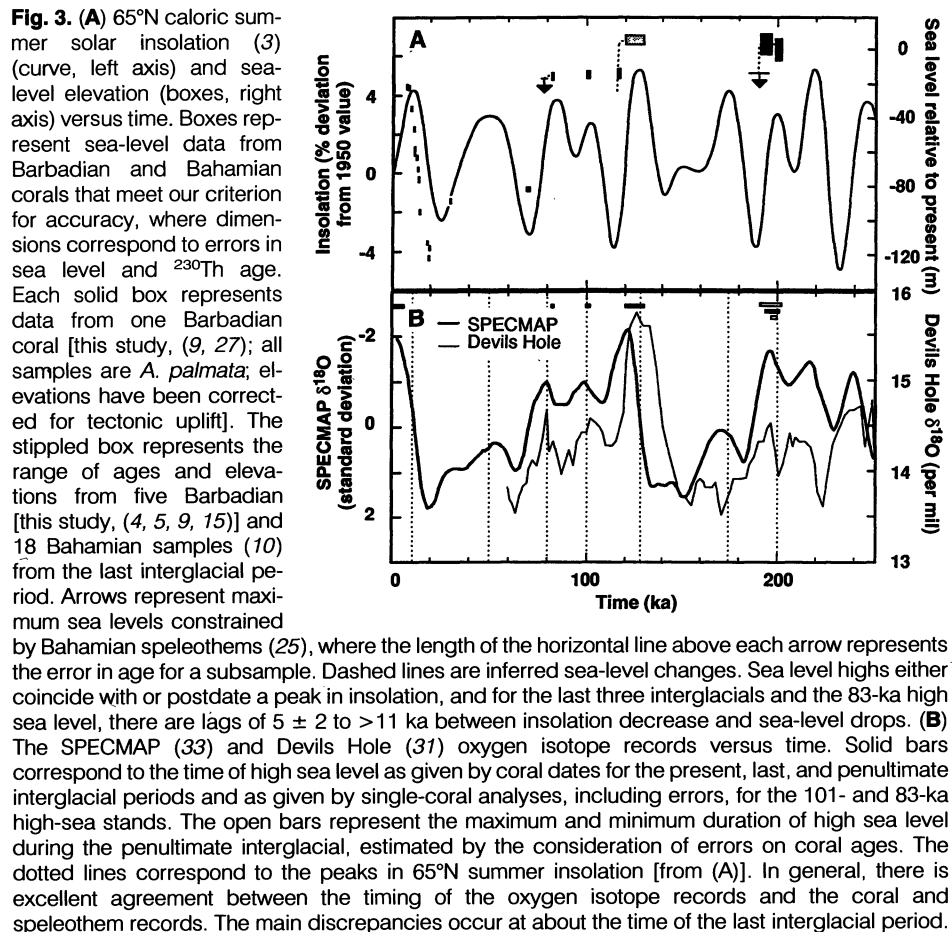 Fig. 3. (A) 65°N caloric sum-
mer solar insolation (3)
(curve, left axis) and sea-
level elevation (boxes, right
axis) versus time. Boxes rep-
resent sea-level data from
Barbadian and Bahamian
corals that meet our criterion
for accuracy, where dimen-
sions correspond to errors in
sea level and ²³⁰Th age.
Each solid box represents
data from one Barbadian
coral [this study, (9, 27); all
samples are A. palmata; el-
evations have been correct-
ed for tectonic uplift]. The
stippled box represents the
range of ages and eleva-
tions from five Barbadian
[this study, (4, 5, 9, 15)] and
18 Bahamian samples (10)
from the last interglacial pe-
riod. Arrows represent maxi-
mum sea levels constrained
by Bahamian speleothems (25), where the length of the horizontal line above each arrow represents
the error in age for a subsample. Dashed lines are inferred sea-level changes. Sea level highs either
coincide with or postdate a peak in insolation, and for the last three interglacials and the 83-ka high
sea level, there are lags of 5 ± 2 to >11 ka between insolation decrease and sea-level drops. (B)
The SPECMAP (33) and Devils Hole (31) oxygen isotope records versus time. Solid bars
correspond to the time of high sea level as given by coral dates for the present, last, and penultimate
interglacial periods and as given by single-coral analyses, including errors, for the 101- and 83-ka
high-sea stands. The open bars represent the maximum and minimum duration of high sea level
during the penultimate interglacial, estimated by the consideration of errors on coral ages. The
dotted lines correspond to the peaks in 65°N summer insolation [from (A)]. In general, there is
excellent agreement between the timing of the oxygen isotope records and the coral and
speleothem records. The main discrepancies occur at about the time of the last interglacial period.
A
Insolation (% deviation
from 1950 value)
4
0
-4
0
-40
-80
-120
Sea level relative to present (m)
B
SPECMAP
Devils Hole
SPECMAP δ¹⁸O
(standard deviation)
-2
0
2
16
15
14
13
Devils Hole δ¹⁸O (per mil)
0
100
200
Time (ka)